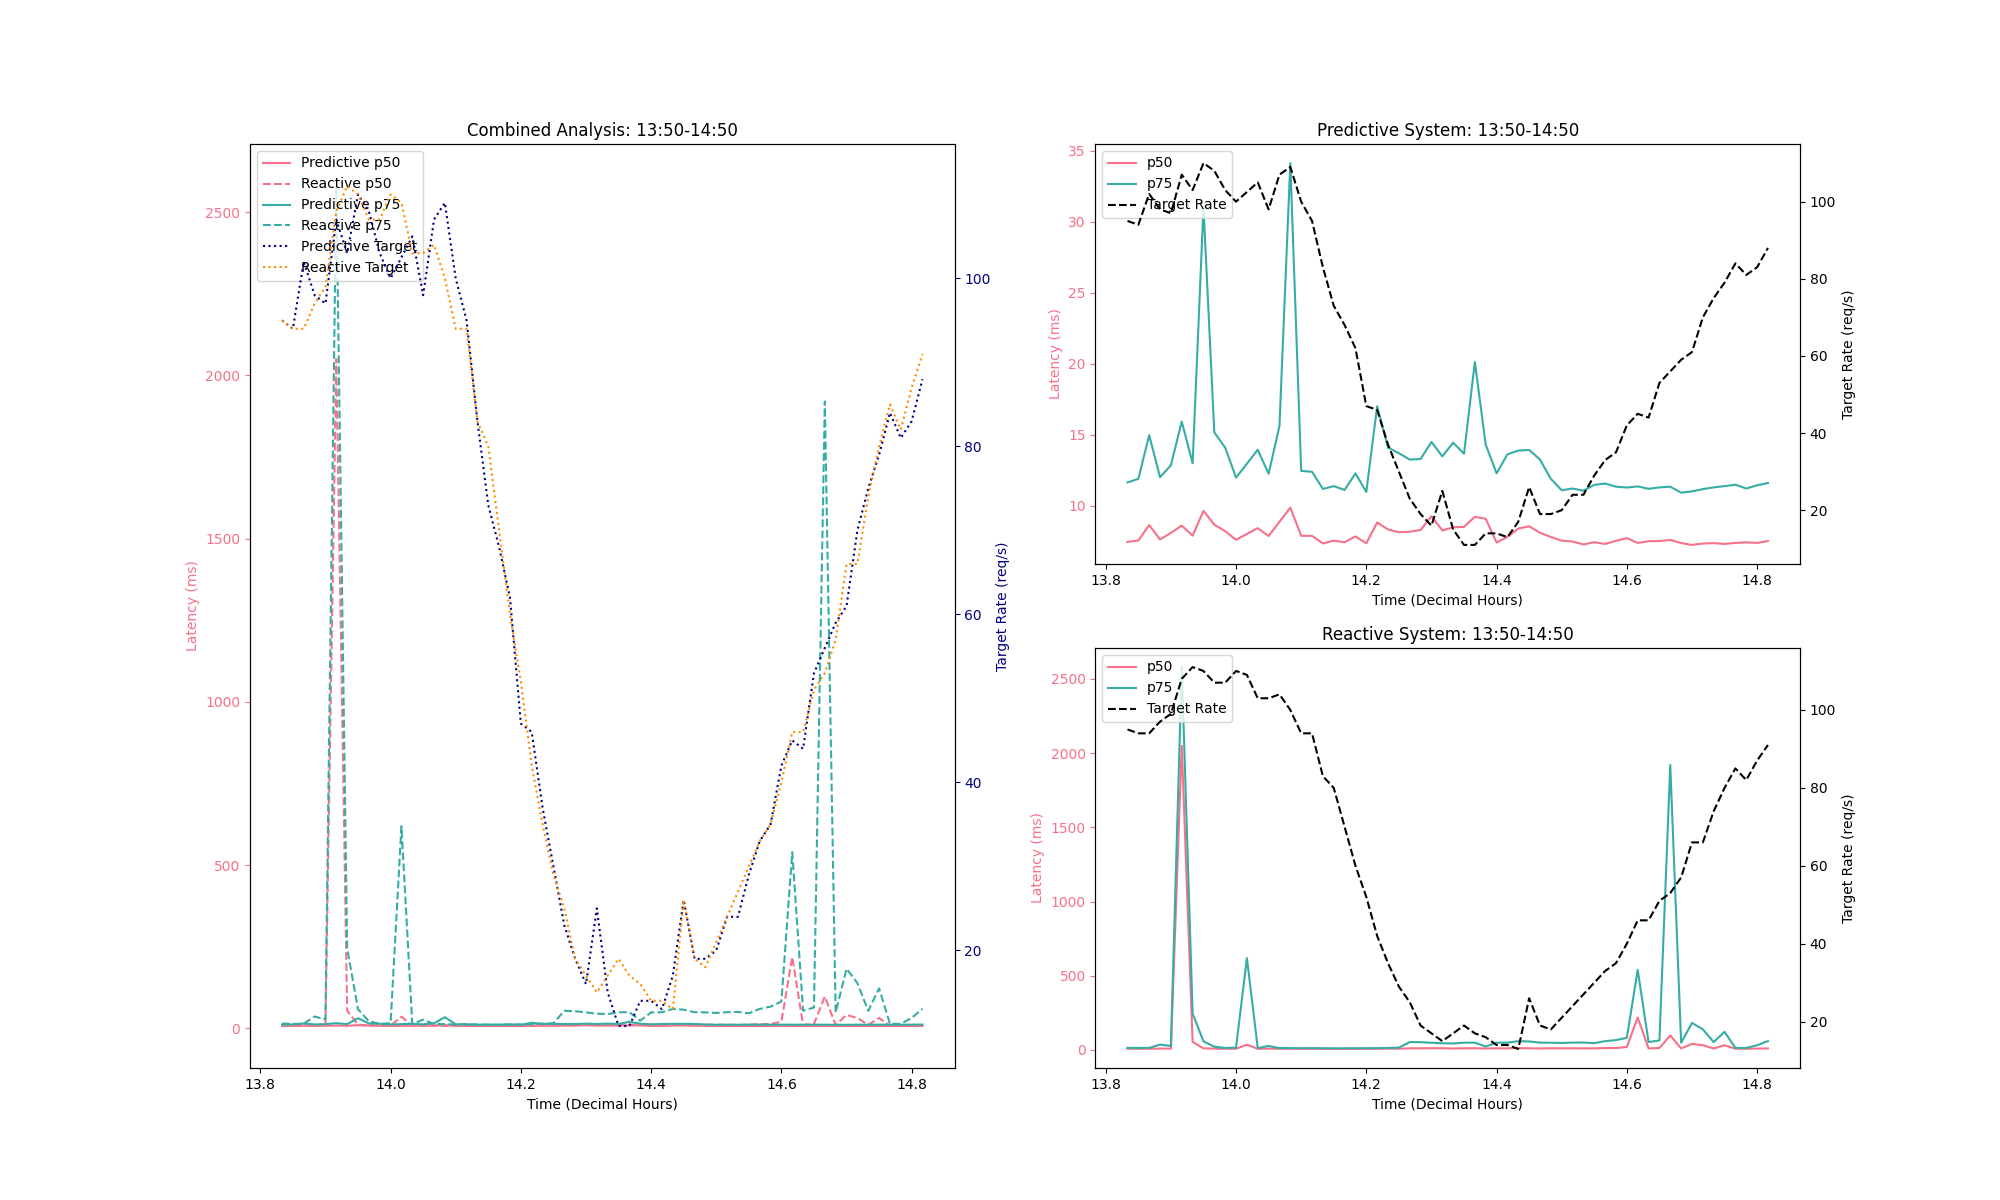 Combined Analysis: 13:50-14:50
Predictive p50
Reactive p50
Predictive p75
Reactive p75
Predictive Target
Reactive Target
Latency (ms)
2500
2000
1500
1000
500
0
100
80
60
40
20
Target Rate (req/s)
13.8 14.0 14.2 14.4 14.6 14.8
Time (Decimal Hours)
Predictive System: 13:50-14:50
p50
p75
Target Rate
Latency (ms)
35
30
25
20
15
10
100
80
60
40
20
Target Rate (req/s)
13.8 14.0 14.2 14.4 14.6 14.8
Time (Decimal Hours)
Reactive System: 13:50-14:50
p50
p75
Target Rate
Latency (ms)
2500
2000
1500
1000
500
0
100
80
60
40
20
Target Rate (req/s)
13.8 14.0 14.2 14.4 14.6 14.8
Time (Decimal Hours)